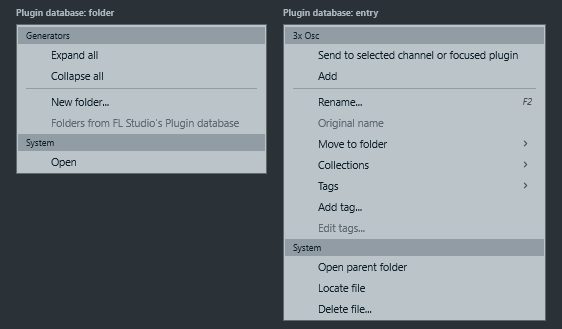 Plugin database: folder
Generators
Expand all
Collapse all
New folder...
Folders from FL Studio's Plugin database
System
Open
Plugin database: entry
3x Osc
Send to selected channel or focused plugin
Add
Rename... F2
Original name
Move to folder
Collections
Tags
Add tag...
Edit tags...
System
Open parent folder
Locate file
Delete file...